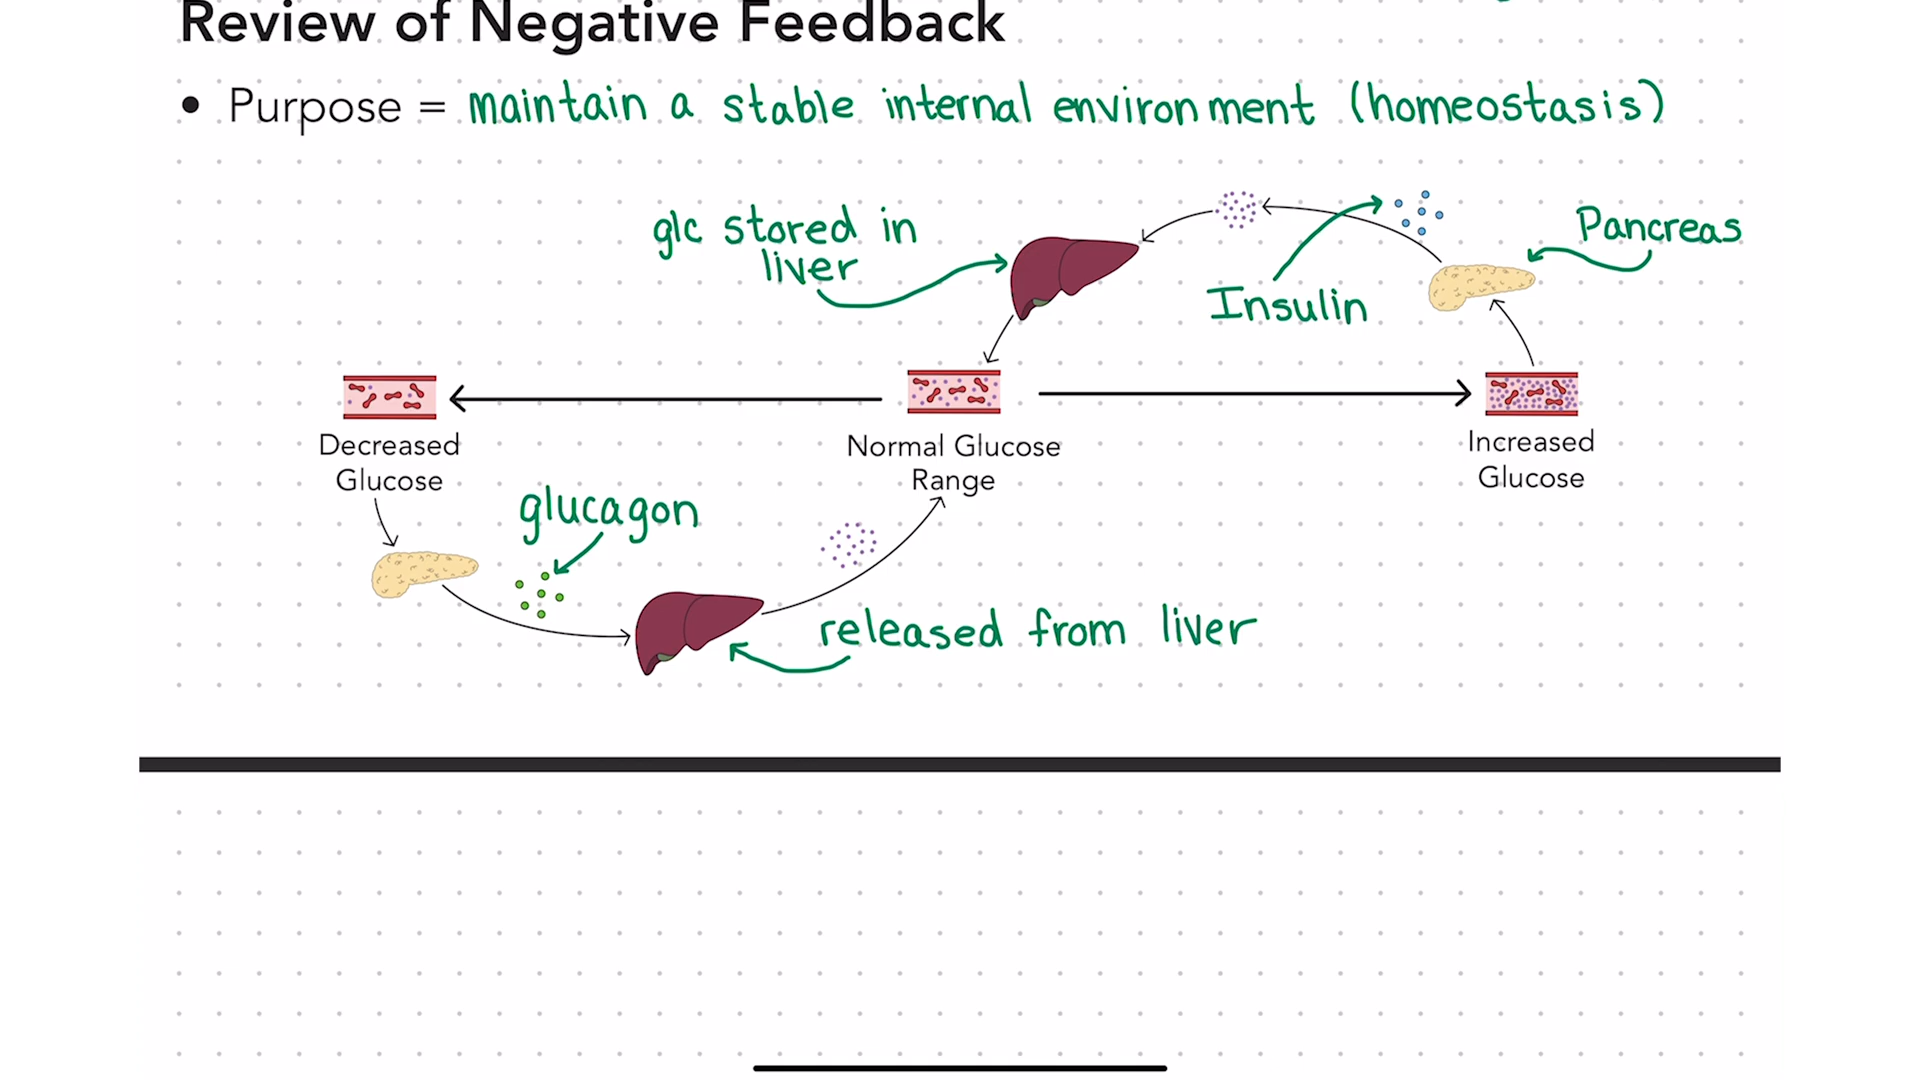 Review of Negative Feedback
• Purpose = maintain a stable internal environment (homeostasis)
glc stored in
liver
Insulin
Pancreas
Decreased
Glucose
Normal Glucose
Range
Increased
Glucose
glucagon
released from liver